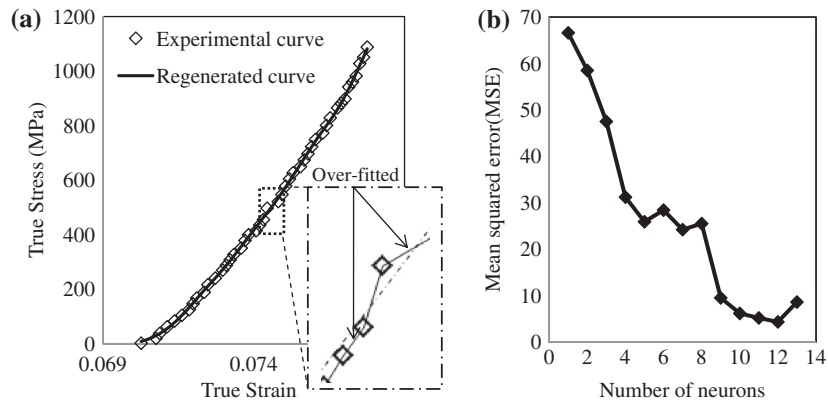 (a)
1200
1000
800
600
400
200
0
True Stress (MPa)
Experimental curve
Regenerated curve
Over-fitted
0.069
0.074
True Strain
(b)
70
60
50
40
30
20
10
0
Mean squared error(MSE)
0 2 4 6 8 10 12 14
Number of neurons